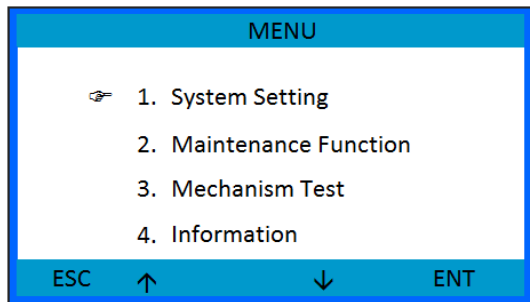 MENU
☞ 1. System Setting
2. Maintenance Function
3. Mechanism Test
4. Information
ESC ↑ ↓ ENT